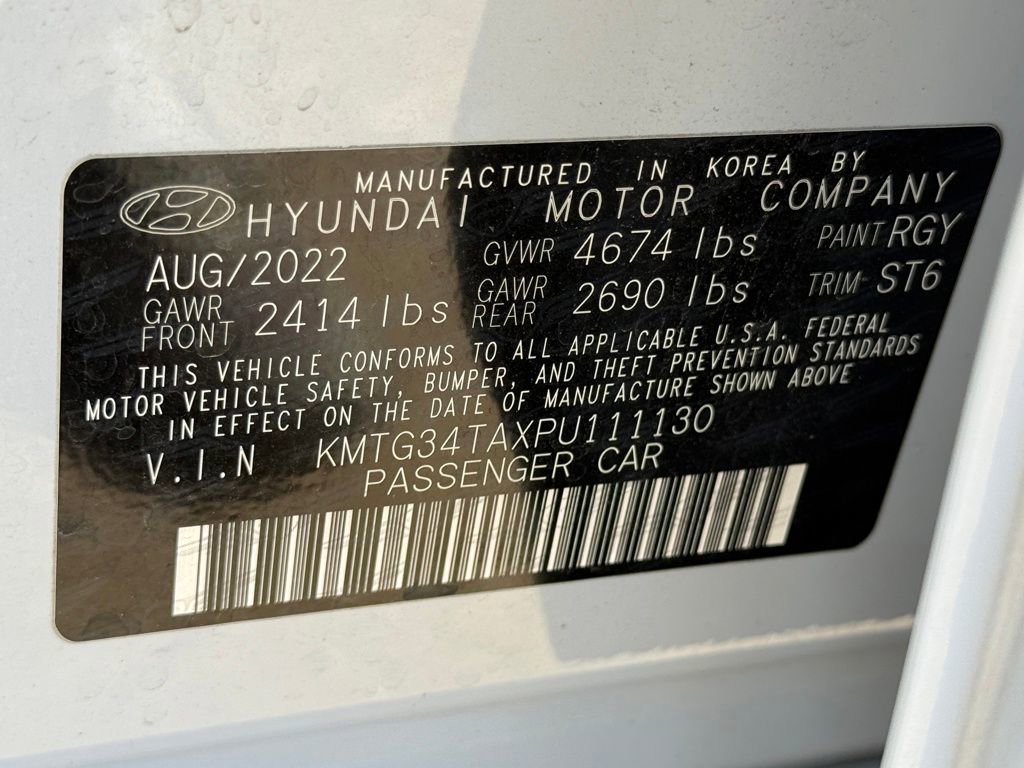 MANUFACTURED IN KOREA BY
HYUNDAI MOTOR COMPANY
AUG/2022 GVWR 4674 lbs PAINT RGY
GAWR FRONT 2414 lbs GAWR REAR 2690 lbs TRIM- ST6
THIS VEHICLE CONFORMS TO ALL APPLICABLE U.S.A. FEDERAL
MOTOR VEHICLE SAFETY, BUMPER, AND THEFT PREVENTION STANDARDS
IN EFFECT ON THE DATE OF MANUFACTURE SHOWN ABOVE
V.I.N KMTG34TAXPU111130
PASSENGER CAR